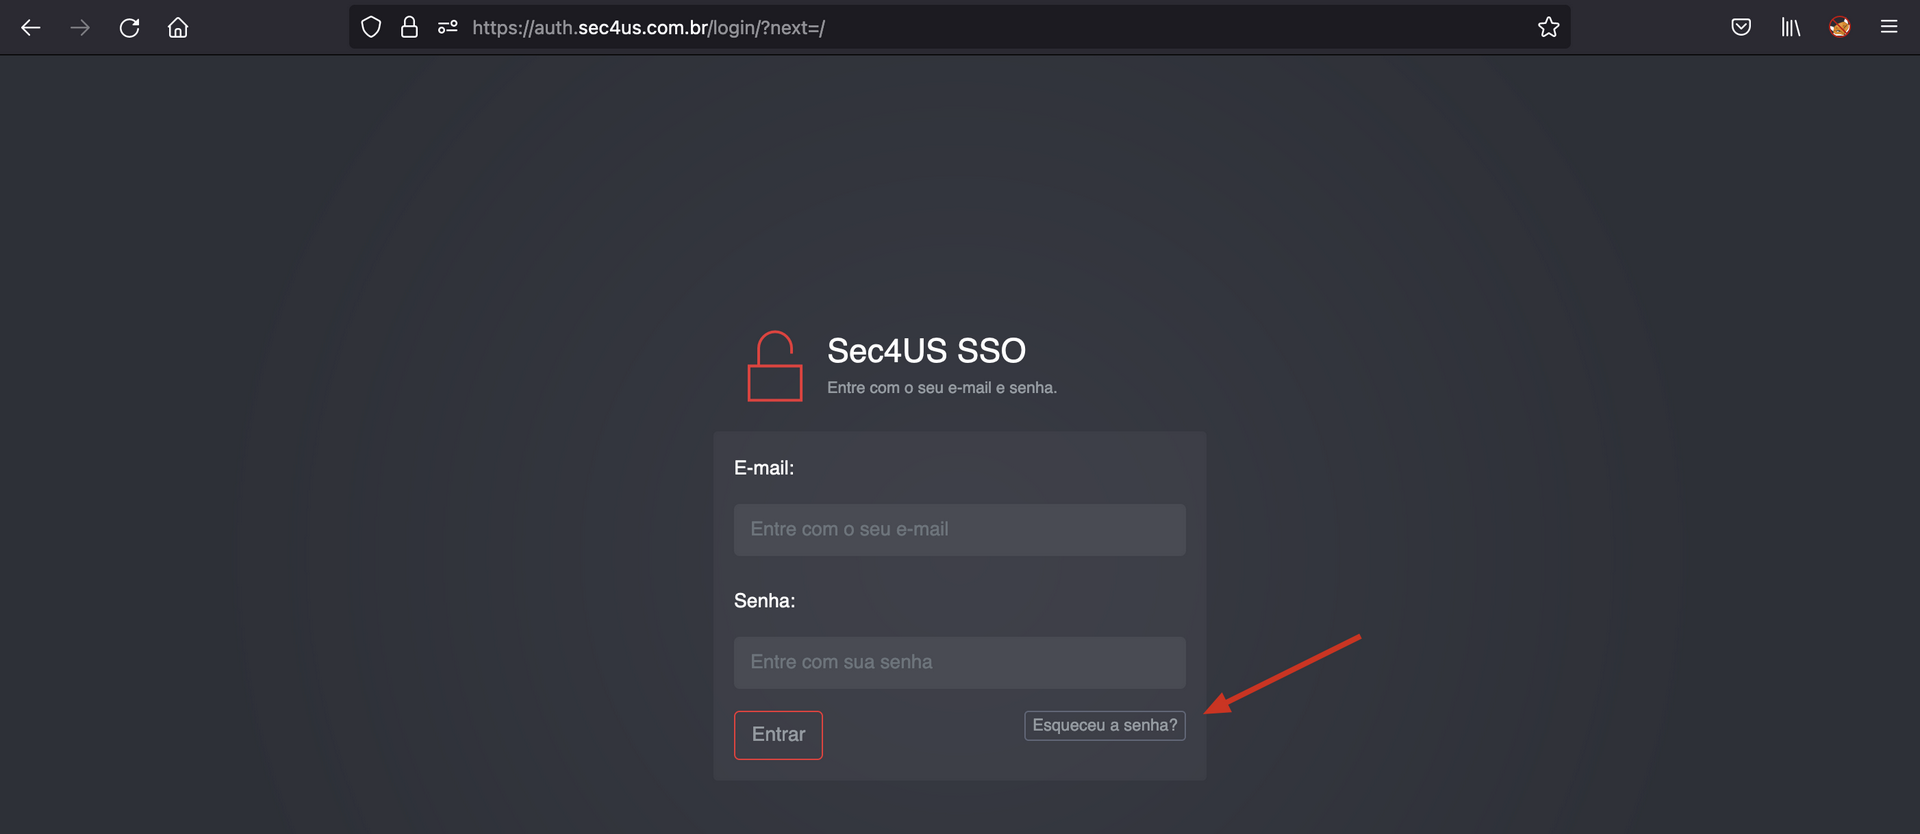 https://auth.sec4us.com.br/login/?next=/
Sec4US SSO
Entre com o seu e-mail e senha.
E-mail:
Entre com o seu e-mail
Senha:
Entre com sua senha
Entrar
Esqueceu a senha?